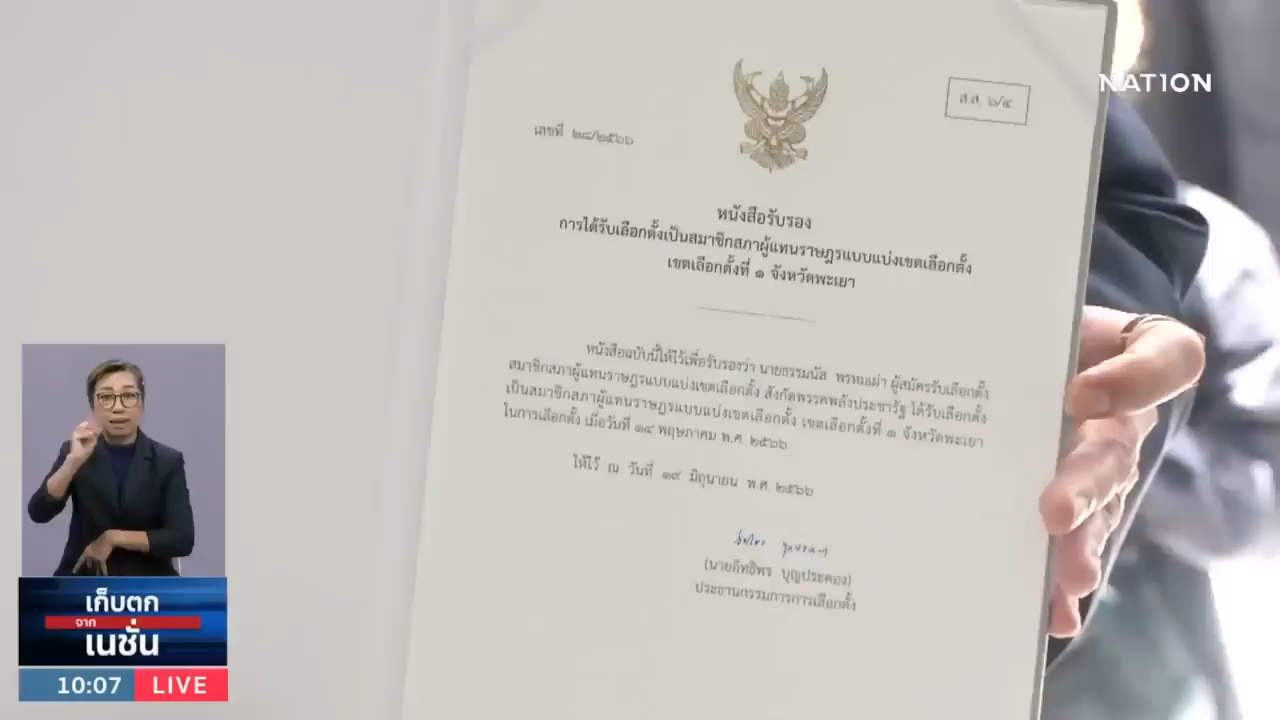 NATION
ส.ส. ๖/๔
เลขที่ ๒๘/๒๕๖๖
หนังสือรับรอง
การได้รับเลือกตั้งเป็นสมาชิกสภาผู้แทนราษฎรแบบแบ่งเขตเลือกตั้ง
เขตเลือกตั้งที่ ๑ จังหวัดพะเยา
หนังสือฉบับนี้ให้ไว้เพื่อรับรองว่า นายธรรมนัส พรหมเผ่า ผู้สมัครรับเลือกตั้ง
สมาชิกสภาผู้แทนราษฎรแบบแบ่งเขตเลือกตั้ง สังกัดพรรคพลังประชารัฐ ได้รับเลือกตั้ง
เป็นสมาชิกสภาผู้แทนราษฎรแบบแบ่งเขตเลือกตั้ง เขตเลือกตั้งที่ ๑ จังหวัดพะเยา
ในการเลือกตั้ง เมื่อวันที่ ๑๔ พฤษภาคม พ.ศ. ๒๕๖๖
ให้ไว้ ณ วันที่ ๑๙ มิถุนายน พ.ศ. ๒๕๖๖
(นายอิทธิพร บุญประคอง)
ประธานกรรมการการเลือกตั้ง
เก็บตก
จาก
เนชั่น
10:07 LIVE